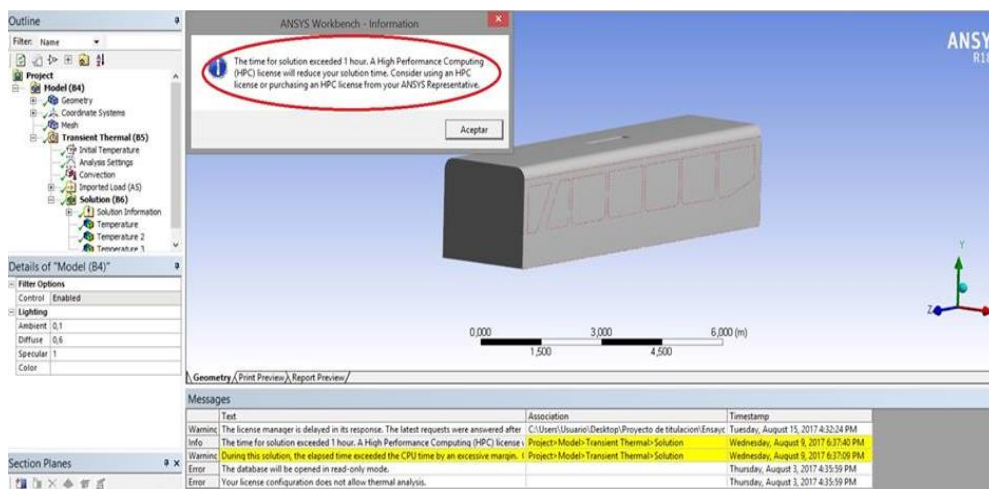 Outline
ANSYS Workbench - Information
Filter: Name
The time for solution exceeded 1 hour. A High Performance Computing
(HPC) license will reduce your solution time. Consider using an HPC
license or purchasing an HPC license from your ANSYS Representative.
Aceptar
ANSY
R18
Project
Model (B4)
Geometry
Coordinate Systems
Mesh
Transient Thermal (B5)
Initial Temperature
Analysis Settings
Convection
Imported Load (A5)
Solution (B6)
Solution Information
Temperature
Temperature 2
Temperature 3
Details of "Model (B4)"
Filter Options
Control Enabled
Lighting
Ambient 0,1
Diffuse 0,6
Specular 1
Color
Y
Z
0,000 3,000 6,000 (m)
1,500 4,500
Geometry Print Preview Report Preview
Messages
Text Association Timestamp
Warning The license manager is delayed in its response. The latest requests were answered after C:\Users\Usuario\Desktop\Proyecto de titulacion\Ensayc Tuesday, August 15, 2017 4:32:24 PM
Info The time for solution exceeded 1 hour. A High Performance Computing (HPC) license Project>Model>Transient Thermal>Solution Wednesday, August 9, 2017 6:37:40 PM
Warning During this solution, the elapsed time exceeded the CPU time by an excessive margin. Project>Model>Transient Thermal>Solution Wednesday, August 9, 2017 6:37:09 PM
Error The database will be opened in read-only mode. Thursday, August 3, 2017 4:35:59 PM
Error Your license configuration does not allow thermal analysis. Thursday, August 3, 2017 4:35:59 PM
Section Planes